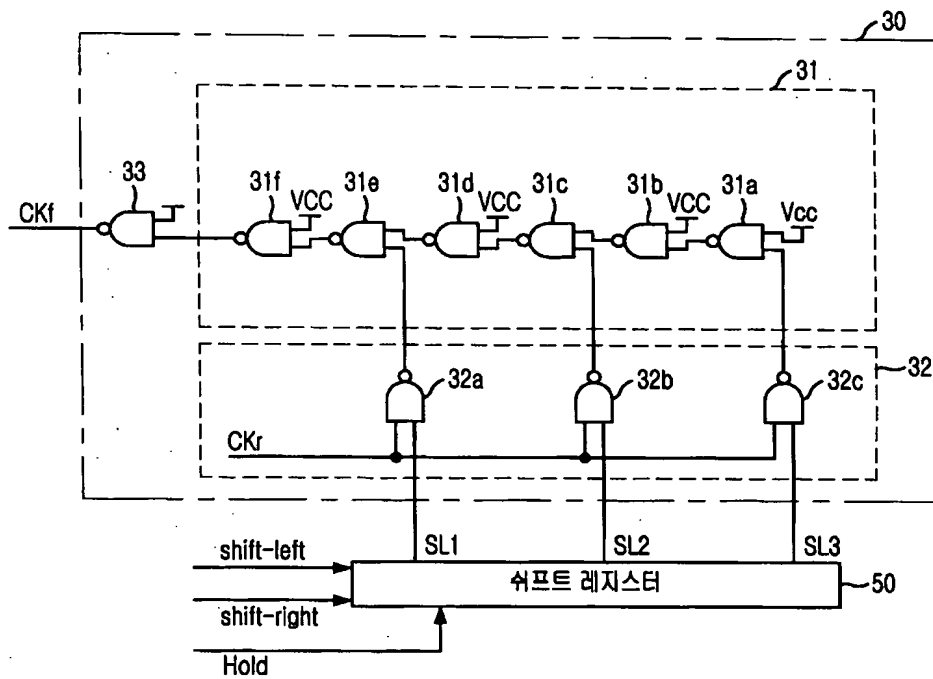 30
31
33
31f
VCC
31e
31d
VCC
31c
31b
VCC
31a
Vcc
CKf
32
32a
32b
32c
CKr
SL1
SL2
SL3
shift-left
쉬프트 레지스터
50
shift-right
Hold